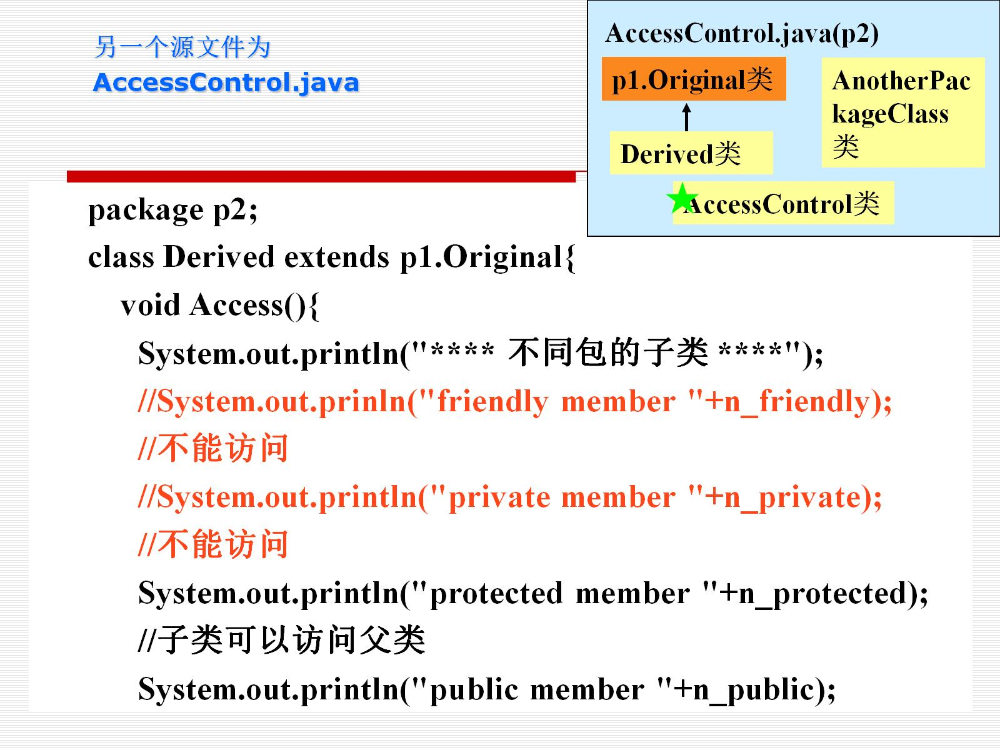 另一个源文件为
AccessControl.java
AccessControl.java(p2)
p1.Original类
AnotherPac
kageClass
类
Derived类
AccessControl类
package p2;
class Derived extends p1.Original{
void Access(){
System.out.println("**** 不同包的子类 ****");
//System.out.prinln("friendly member "+n_friendly);
//不能访问
//System.out.println("private member "+n_private);
//不能访问
System.out.println("protected member "+n_protected);
//子类可以访问父类
System.out.println("public member "+n_public);